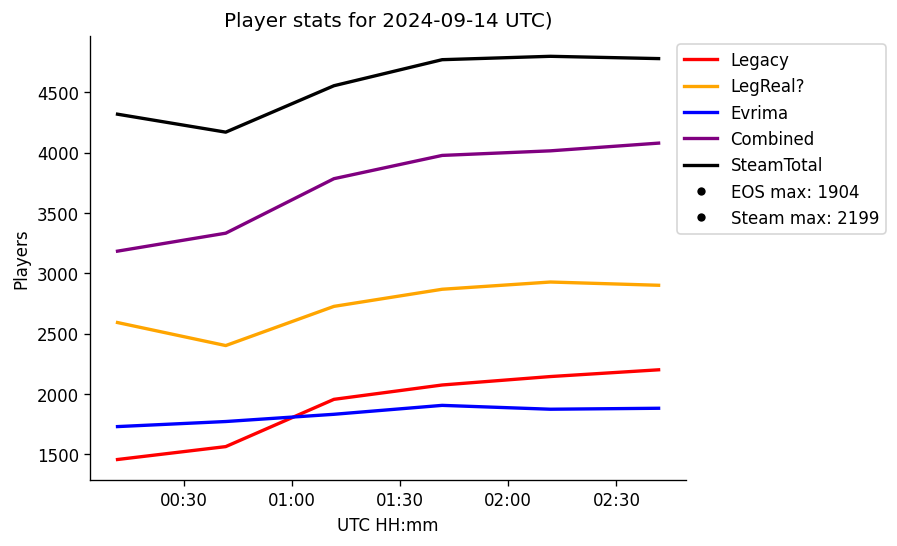 Player stats for 2024-09-14 UTC)
Legacy
LegReal?
Evrima
Combined
SteamTotal
EOS max: 1904
Steam max: 2199
Players
4500
4000
3500
3000
2500
2000
1500
00:30 01:00 01:30 02:00 02:30
UTC HH:mm